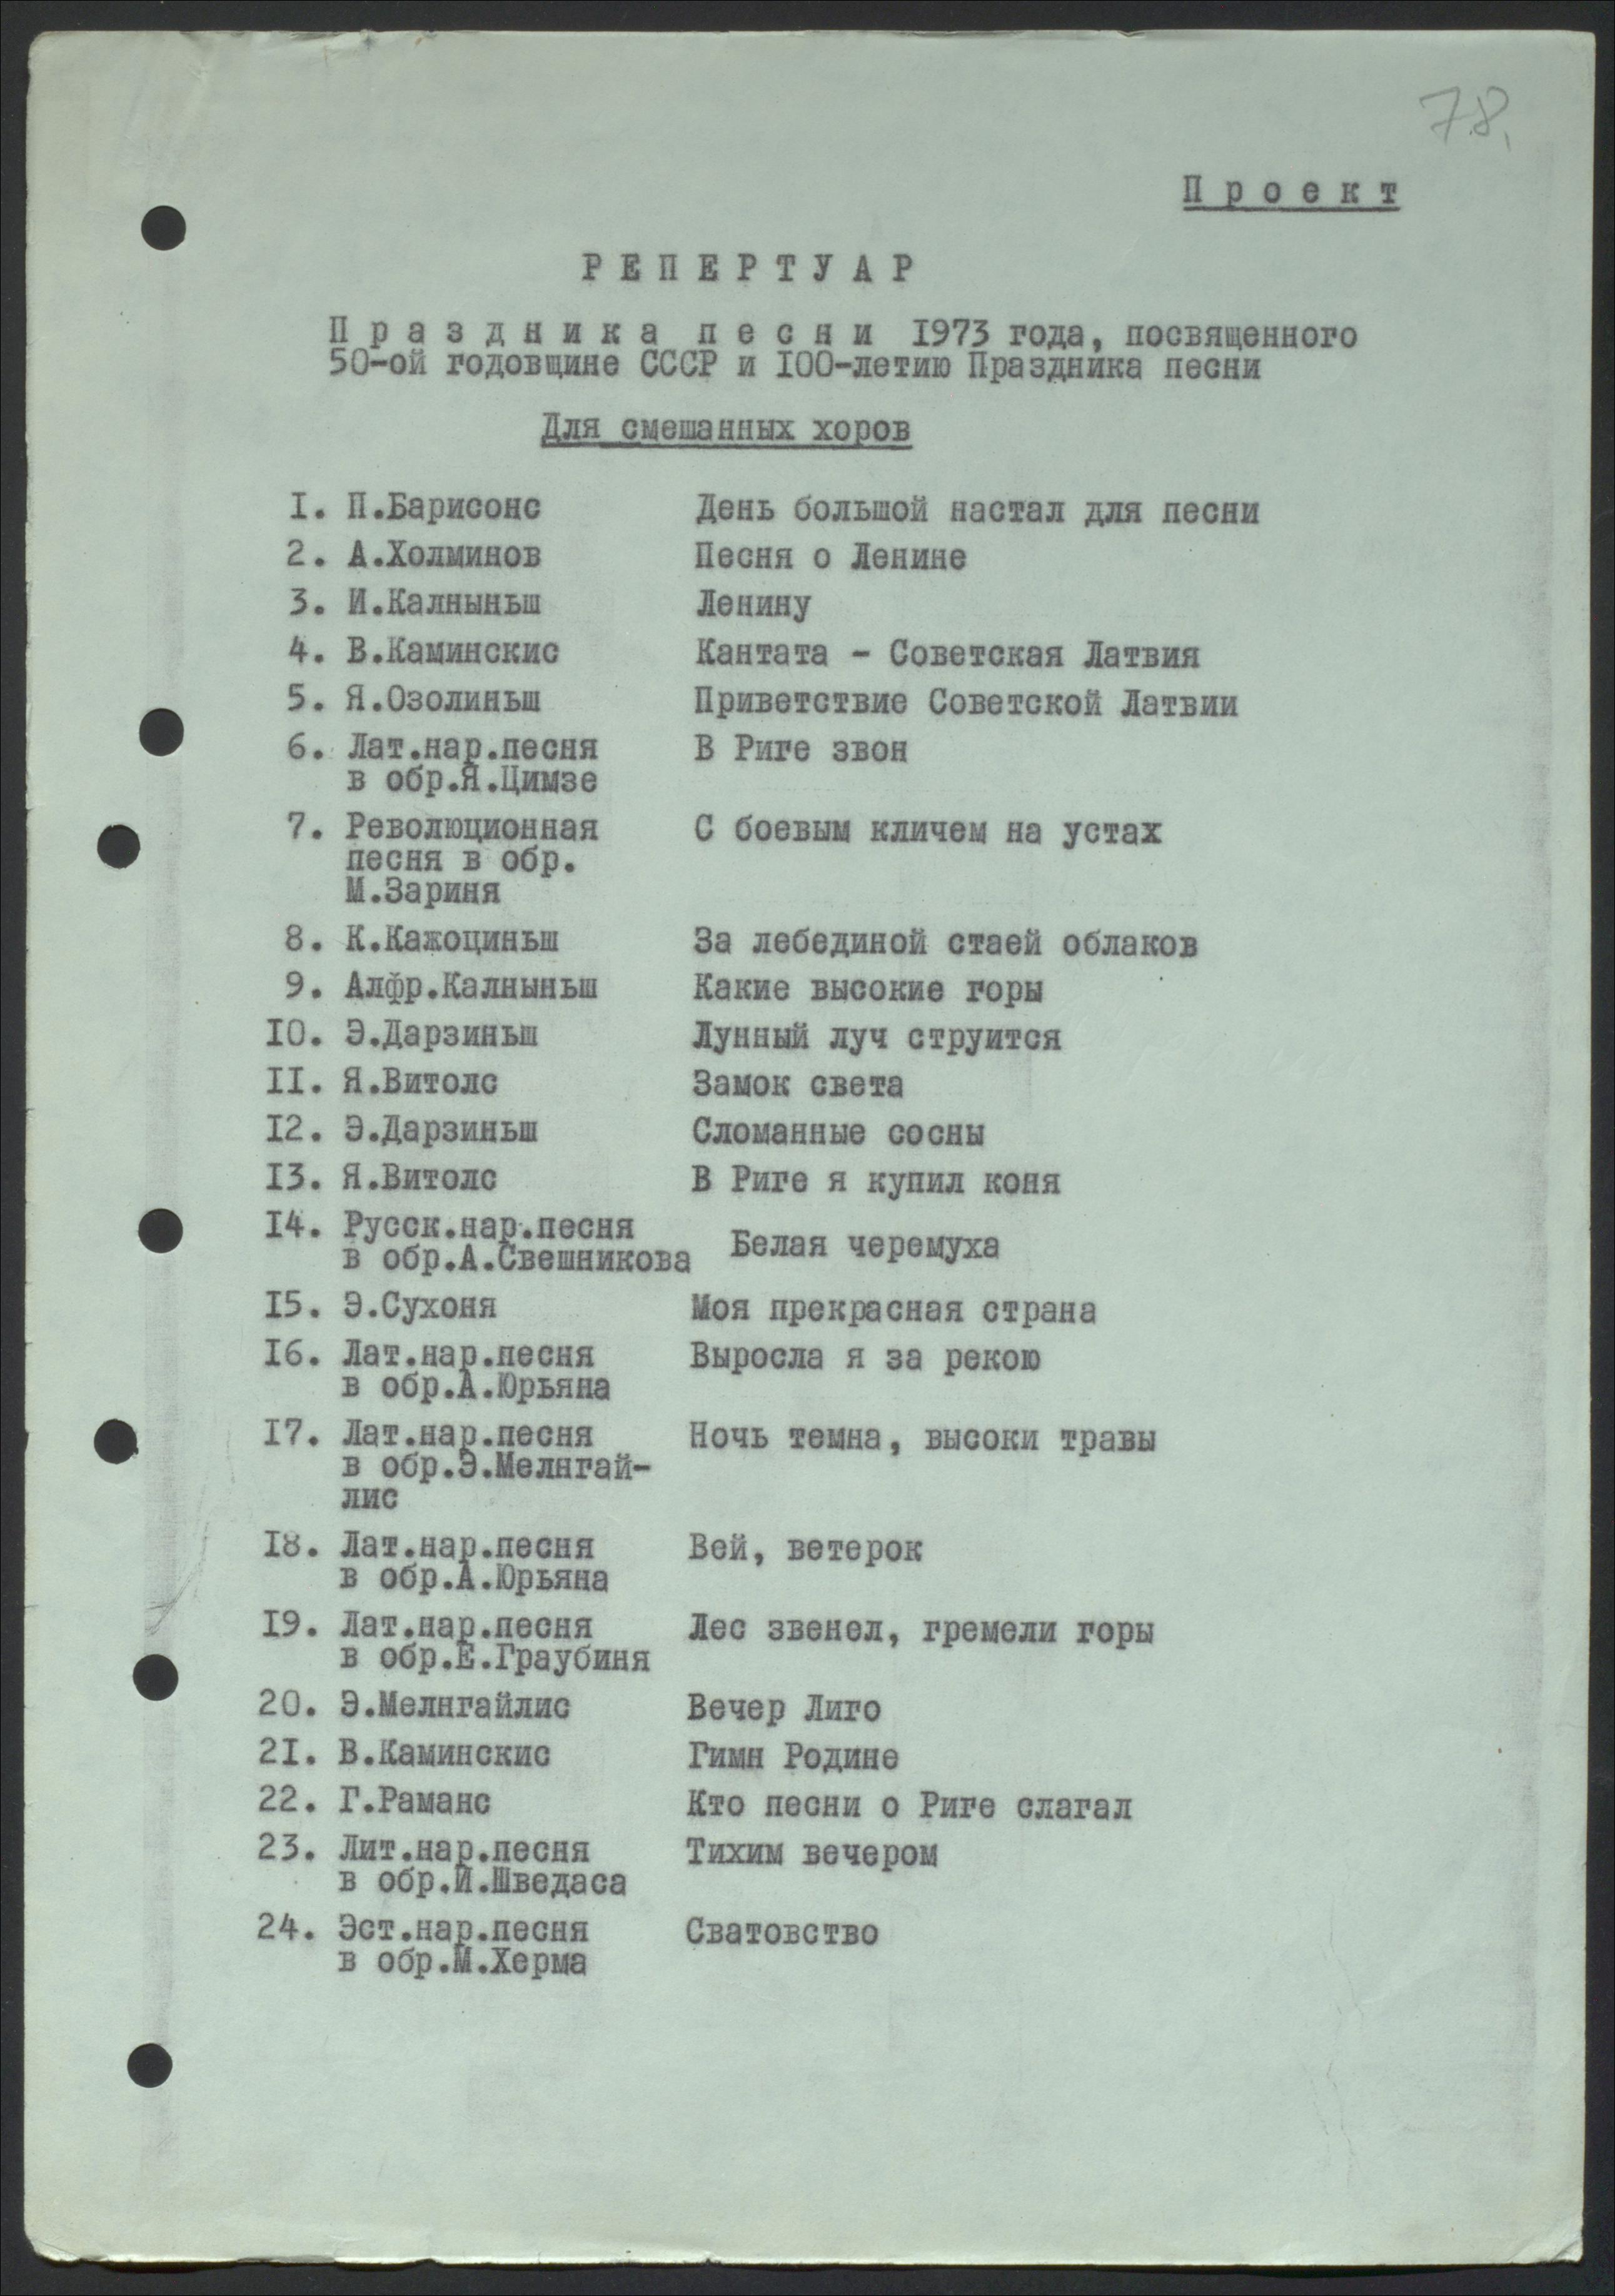 78.
П р о е к т
Р Е П Е Р Т У А Р
П р а з д н и к а  п е с н и  1973 года, посвященного
50-ой годовщине СССР и 100-летию Праздника песни
Для смешанных хоров
1. П.Барисонс День большой настал для песни
2. А.Холминов Песня о Ленине
3. И.Калныньш Ленину
4. В.Каминскис Кантата - Советская Латвия
5. Я.Озолиньш Приветствие Советской Латвии
6. Лат.нар.песня В Риге звон
в обр.Я.Цимзе
7. Революционная С боевым кличем на устах
песня в обр.
М.Зариня
8. К.Кажоциньш За лебединой стаей облаков
9. Алфр.Калныньш Какие высокие горы
10. Э.Дарзиньш Лунный луч струится
11. Я.Витолс Замок света
12. Э.Дарзиньш Сломанные сосны
13. Я.Витолс В Риге я купил коня
14. Русск.нар.песня
в обр.А.Свешникова Белая черемуха
15. Э.Сухоня Моя прекрасная страна
16. Лат.нар.песня Выросла я за рекою
в обр.А.Юрьяна
17. Лат.нар.песня Ночь темна, высоки травы
в обр.Э.Мелнгай-
лис
18. Лат.нар.песня Вей, ветерок
в обр.А.Юрьяна
19. Лат.нар.песня Лес звенел, гремели горы
в обр.Е.Граубиня
20. Э.Мелнгайлис Вечер Лиго
21. В.Каминскис Гимн Родине
22. Г.Раманс Кто песни о Риге слагал
23. Лит.нар.песня Тихим вечером
в обр.И.Шведаса
24. Эст.нар.песня Сватовство
в обр.М.Херма